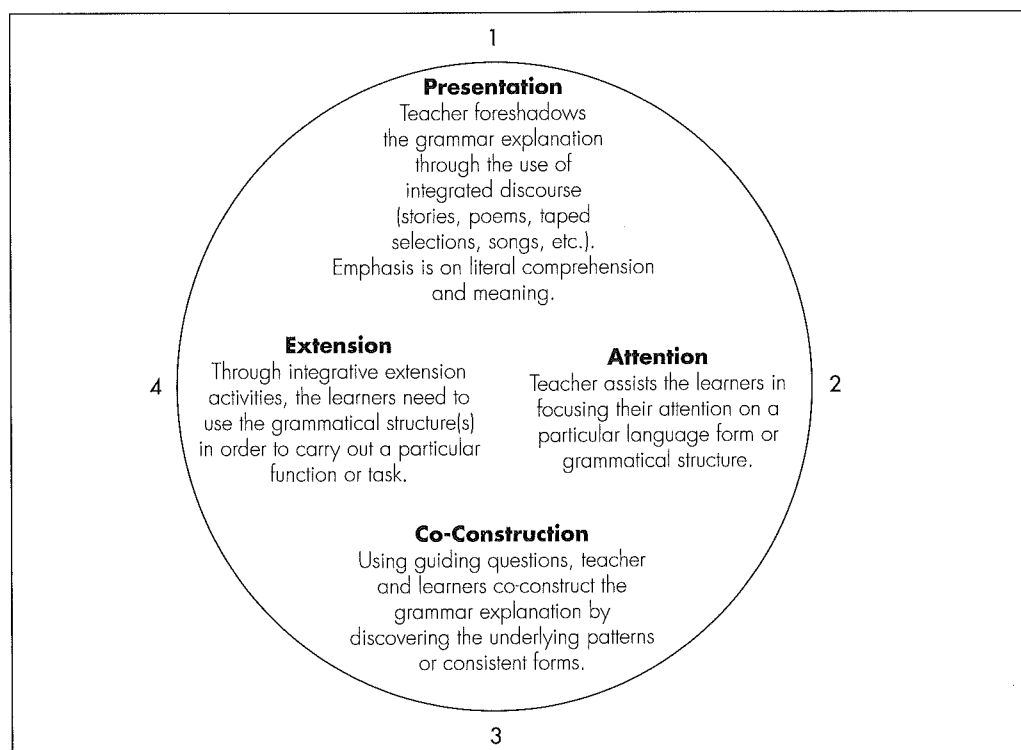 1
Presentation
Teacher foreshadows
the grammar explanation
through the use of
integrated discourse
(stories, poems, taped
selections, songs, etc.).
Emphasis is on literal comprehension
and meaning.
2
Attention
Teacher assists the learners in
focusing their attention on a
particular language form or
grammatical structure.
3
Co-Construction
Using guiding questions, teacher
and learners co-construct the
grammar explanation by
discovering the underlying patterns
or consistent forms.
4
Extension
Through integrative extension
activities, the learners need to
use the grammatical structure(s)
in order to carry out a particular
function or task.